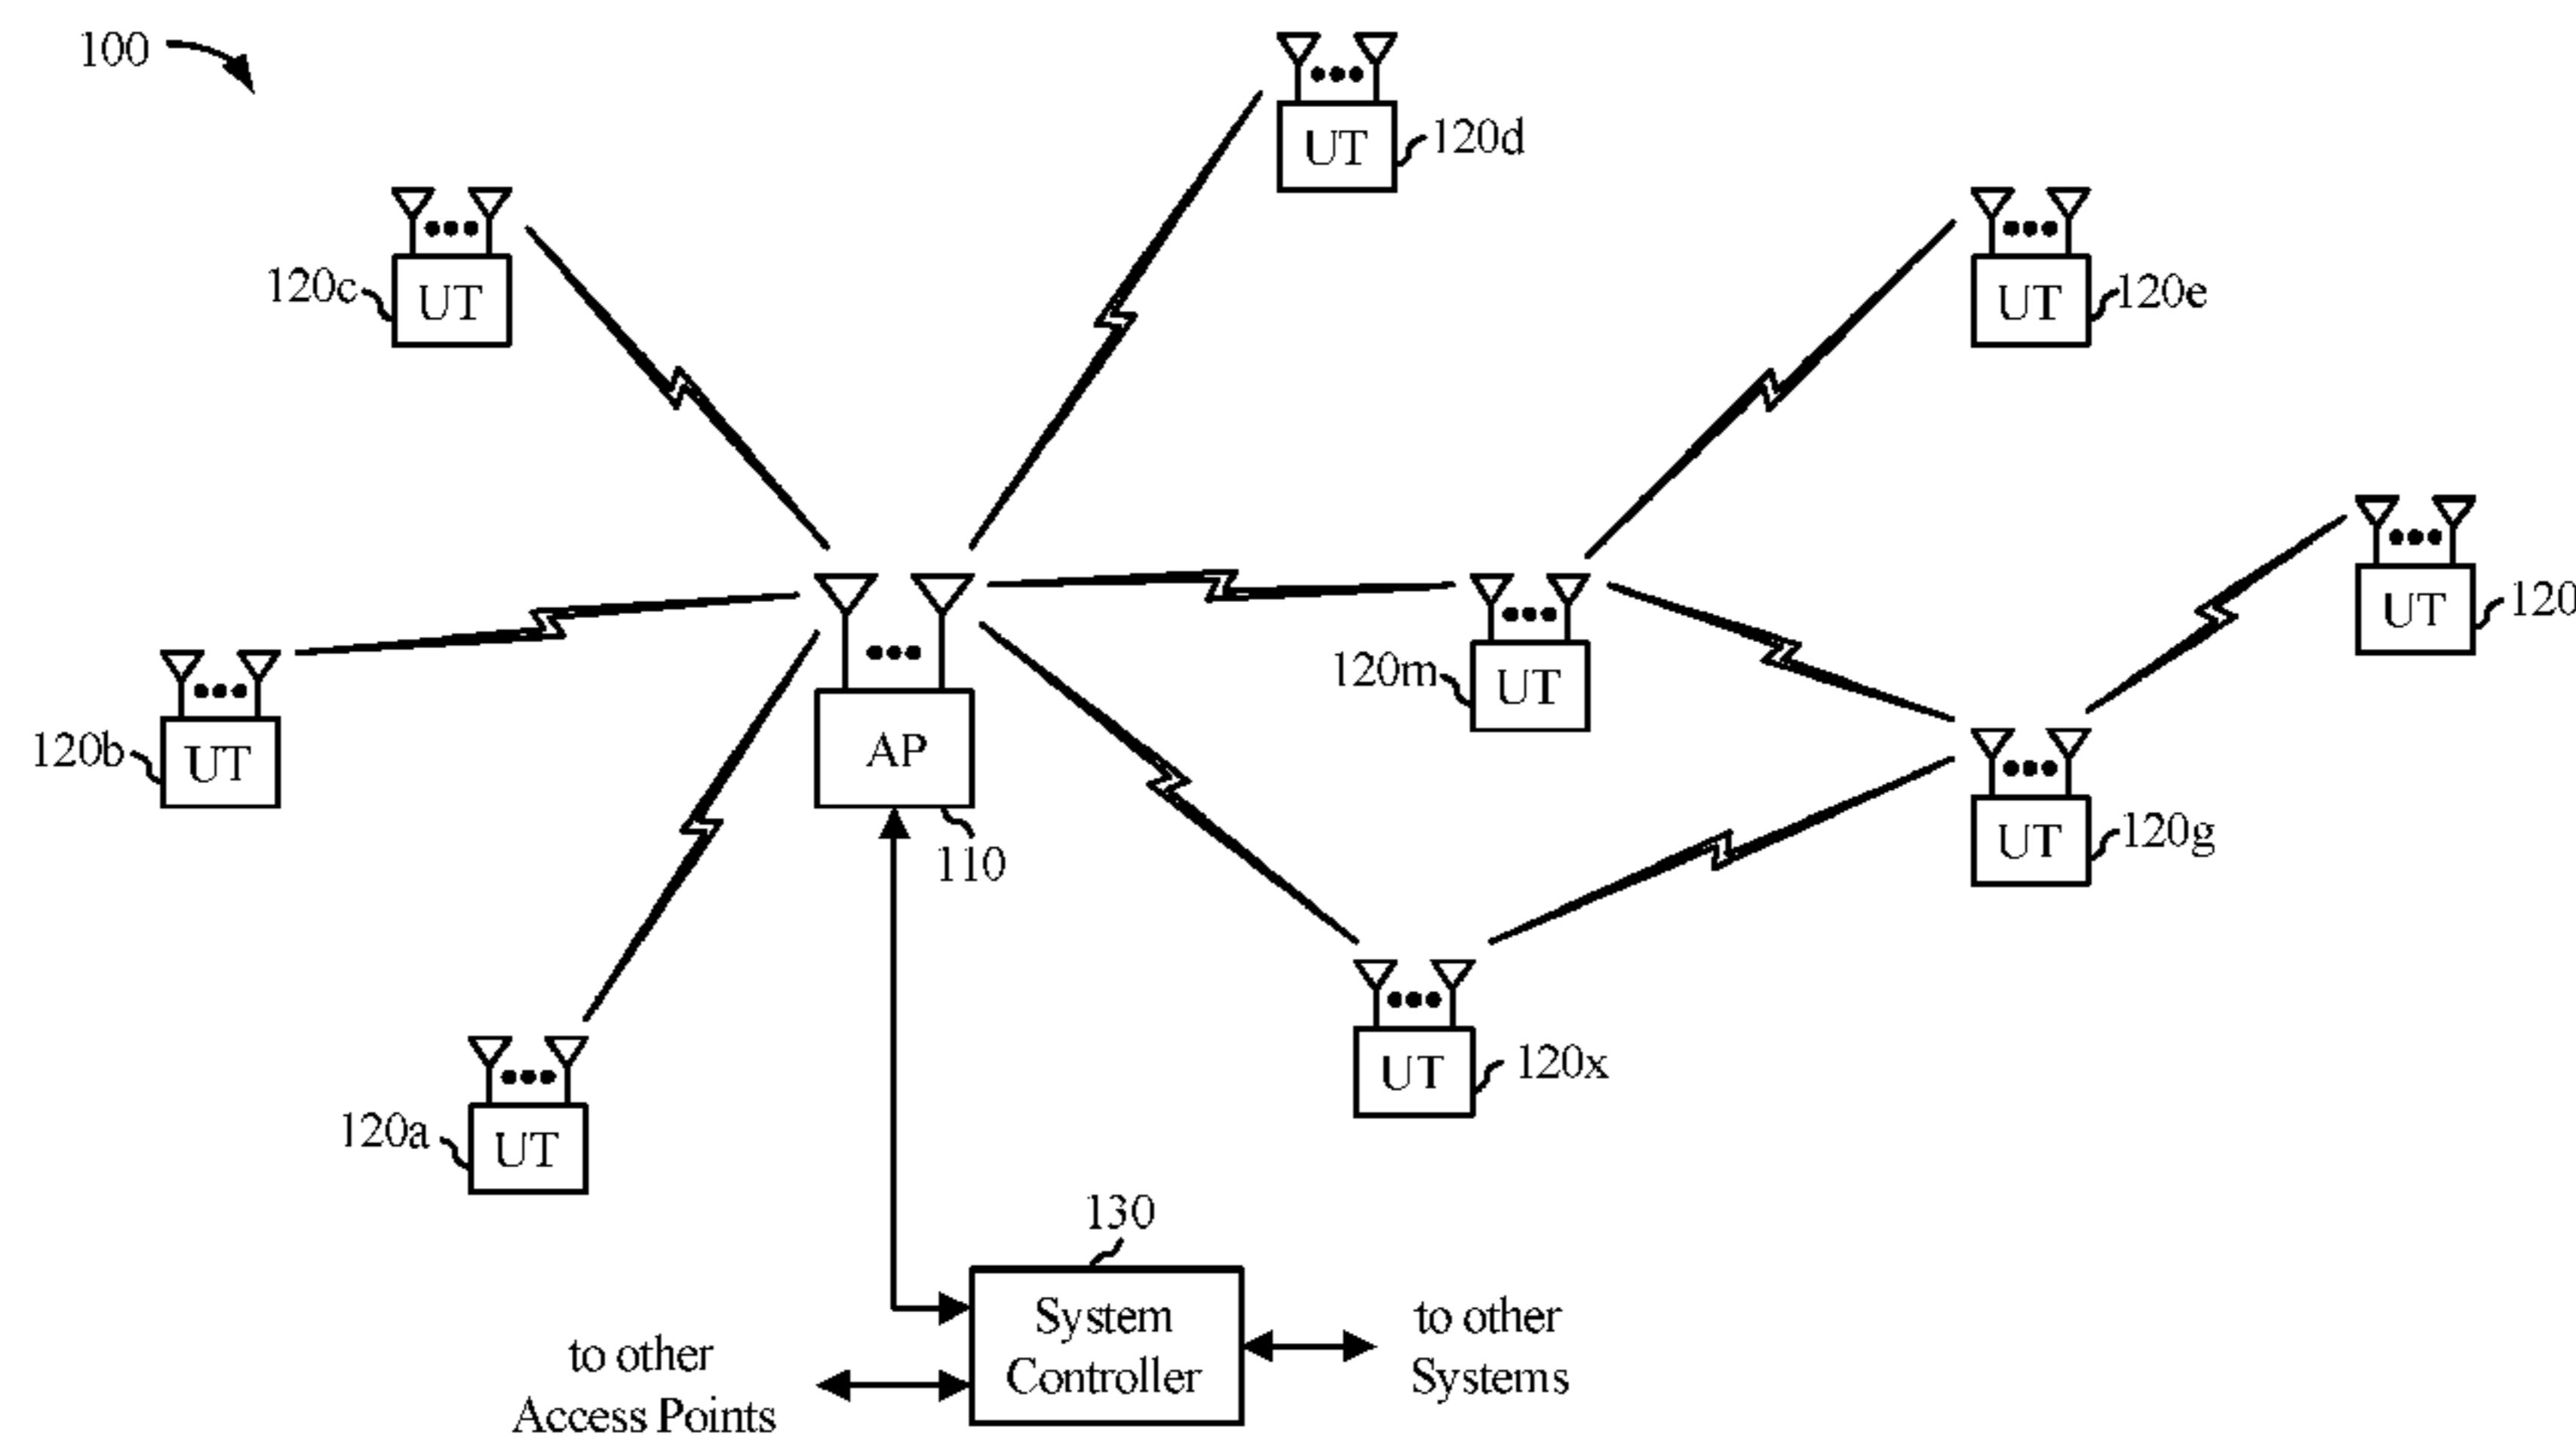 100
UT
120d
120c
UT
UT
120e
UT
120
120m
UT
120b
UT
AP
110
UT
120g
UT
120x
120a
UT
130
System
Controller
to other
Systems
to other
Access Points